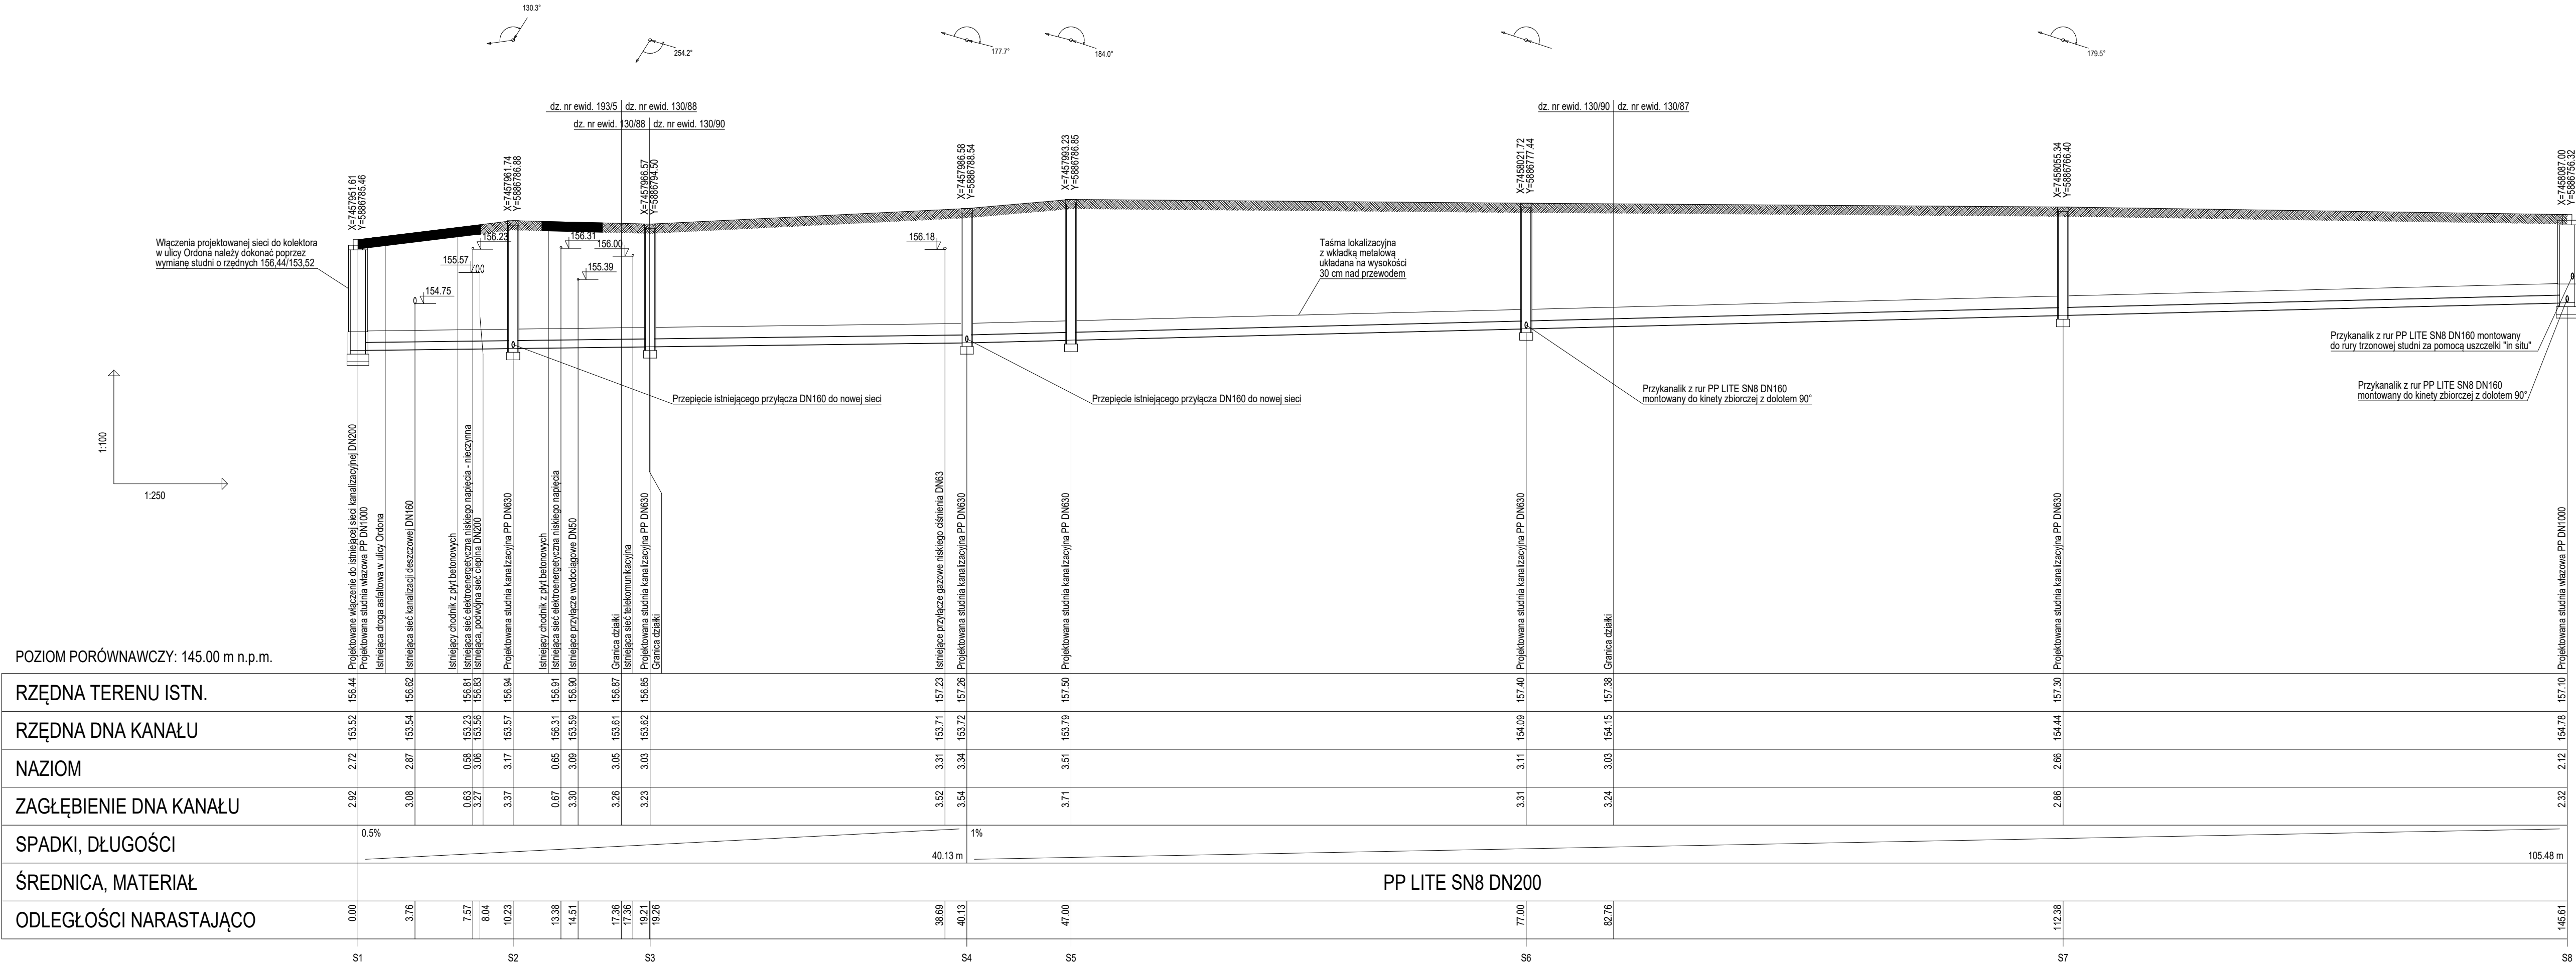 130.3°
254.2°
177.7°
184.0°
179.5°
dz. nr ewid. 193/5
dz. nr ewid. 130/88
dz. nr ewid. 130/88
dz. nr ewid. 130/90
dz. nr ewid. 130/90
dz. nr ewid. 130/87
X=7457951.61
Y=5886785.46
X=7457961.74
Y=5886786.88
X=7457966.57
Y=5886794.50
X=7457986.58
Y=5886788.54
X=7457993.23
Y=5886786.85
X=7458021.72
Y=5886777.44
X=7458055.34
Y=5886766.40
X=7458087.00
Y=5886756.32
Włączenia projektowanej sieci do kolektora
w ulicy Ordona należy dokonać poprzez
wymianę studni o rzędnych 156,44/153,52
154.75
155.57
156.23
156.31
155.39
156.00
156.18
Taśma lokalizacyjna
z wkładką metalową
układana na wysokości
30 cm nad przewodem
Przepięcie istniejącego przyłącza DN160 do nowej sieci
Przepięcie istniejącego przyłącza DN160 do nowej sieci
Przykanalik z rur PP LITE SN8 DN160
montowany do kinety zbiorczej z dolotem 90°
Przykanalik z rur PP LITE SN8 DN160 montowany
do rury trzonowej studni za pomocą uszczelki "in situ"
Przykanalik z rur PP LITE SN8 DN160
montowany do kinety zbiorczej z dolotem 90°
1:100
1:250
Projektowane włączenie do istniejącej sieci kanalizacyjnej DN200
Projektowana studnia włazowa PP DN1000
Istniejąca droga asfaltowa w ulicy Ordona
Istniejąca sieć kanalizacji deszczowej DN160
Istniejący chodnik z płyt betonowych
Istniejąca sieć elektroenergetyczna niskiego napięcia - nieczynna
Istniejąca, podwójna sieć cieplna DN200
Projektowana studnia kanalizacyjna PP DN630
Istniejący chodnik z płyt betonowych
Istniejąca sieć elektroenergetyczna niskiego napięcia
Istniejące przyłącze wodociągowe DN50
Granica działki
Istniejąca sieć telekomunikacyjna
Projektowana studnia kanalizacyjna PP DN630
Granica działki
Istniejące przyłącze gazowe niskiego ciśnienia DN63
Projektowana studnia kanalizacyjna PP DN630
Projektowana studnia kanalizacyjna PP DN630
Projektowana studnia kanalizacyjna PP DN630
Granica działki
Projektowana studnia kanalizacyjna PP DN630
Projektowana studnia włazowa PP DN1000
POZIOM PORÓWNAWCZY: 145.00 m n.p.m.
RZĘDNA TERENU ISTN. 156.44 156.62 156.81 156.83 156.94 156.91 156.90 156.87 156.85 157.23 157.26 157.50 157.40 157.38 157.30 157.10
RZĘDNA DNA KANAŁU 153.52 153.54 153.23 153.56 153.57 156.31 153.59 153.61 153.62 153.71 153.72 153.79 154.09 154.15 154.44 154.78
NAZIOM 2.72 2.87 0.58 3.06 3.17 0.65 3.09 3.05 3.03 3.31 3.34 3.51 3.11 3.03 2.66 2.12
ZAGŁĘBIENIE DNA KANAŁU 2.92 3.08 0.63 3.27 3.37 0.67 3.30 3.26 3.23 3.52 3.54 3.71 3.31 3.24 2.86 2.32
SPADKI, DŁUGOŚCI 0.5% 40.13 m 1% 105.48 m
ŚREDNICA, MATERIAŁ PP LITE SN8 DN200
ODLEGŁOŚCI NARASTAJĄCO 0.00 3.76 7.57 8.04 10.23 13.38 14.51 17.36 17.36 19.21 19.26 38.69 40.13 47.00 77.00 82.76 112.38 145.61
S1 S2 S3 S4 S5 S6 S7 S8